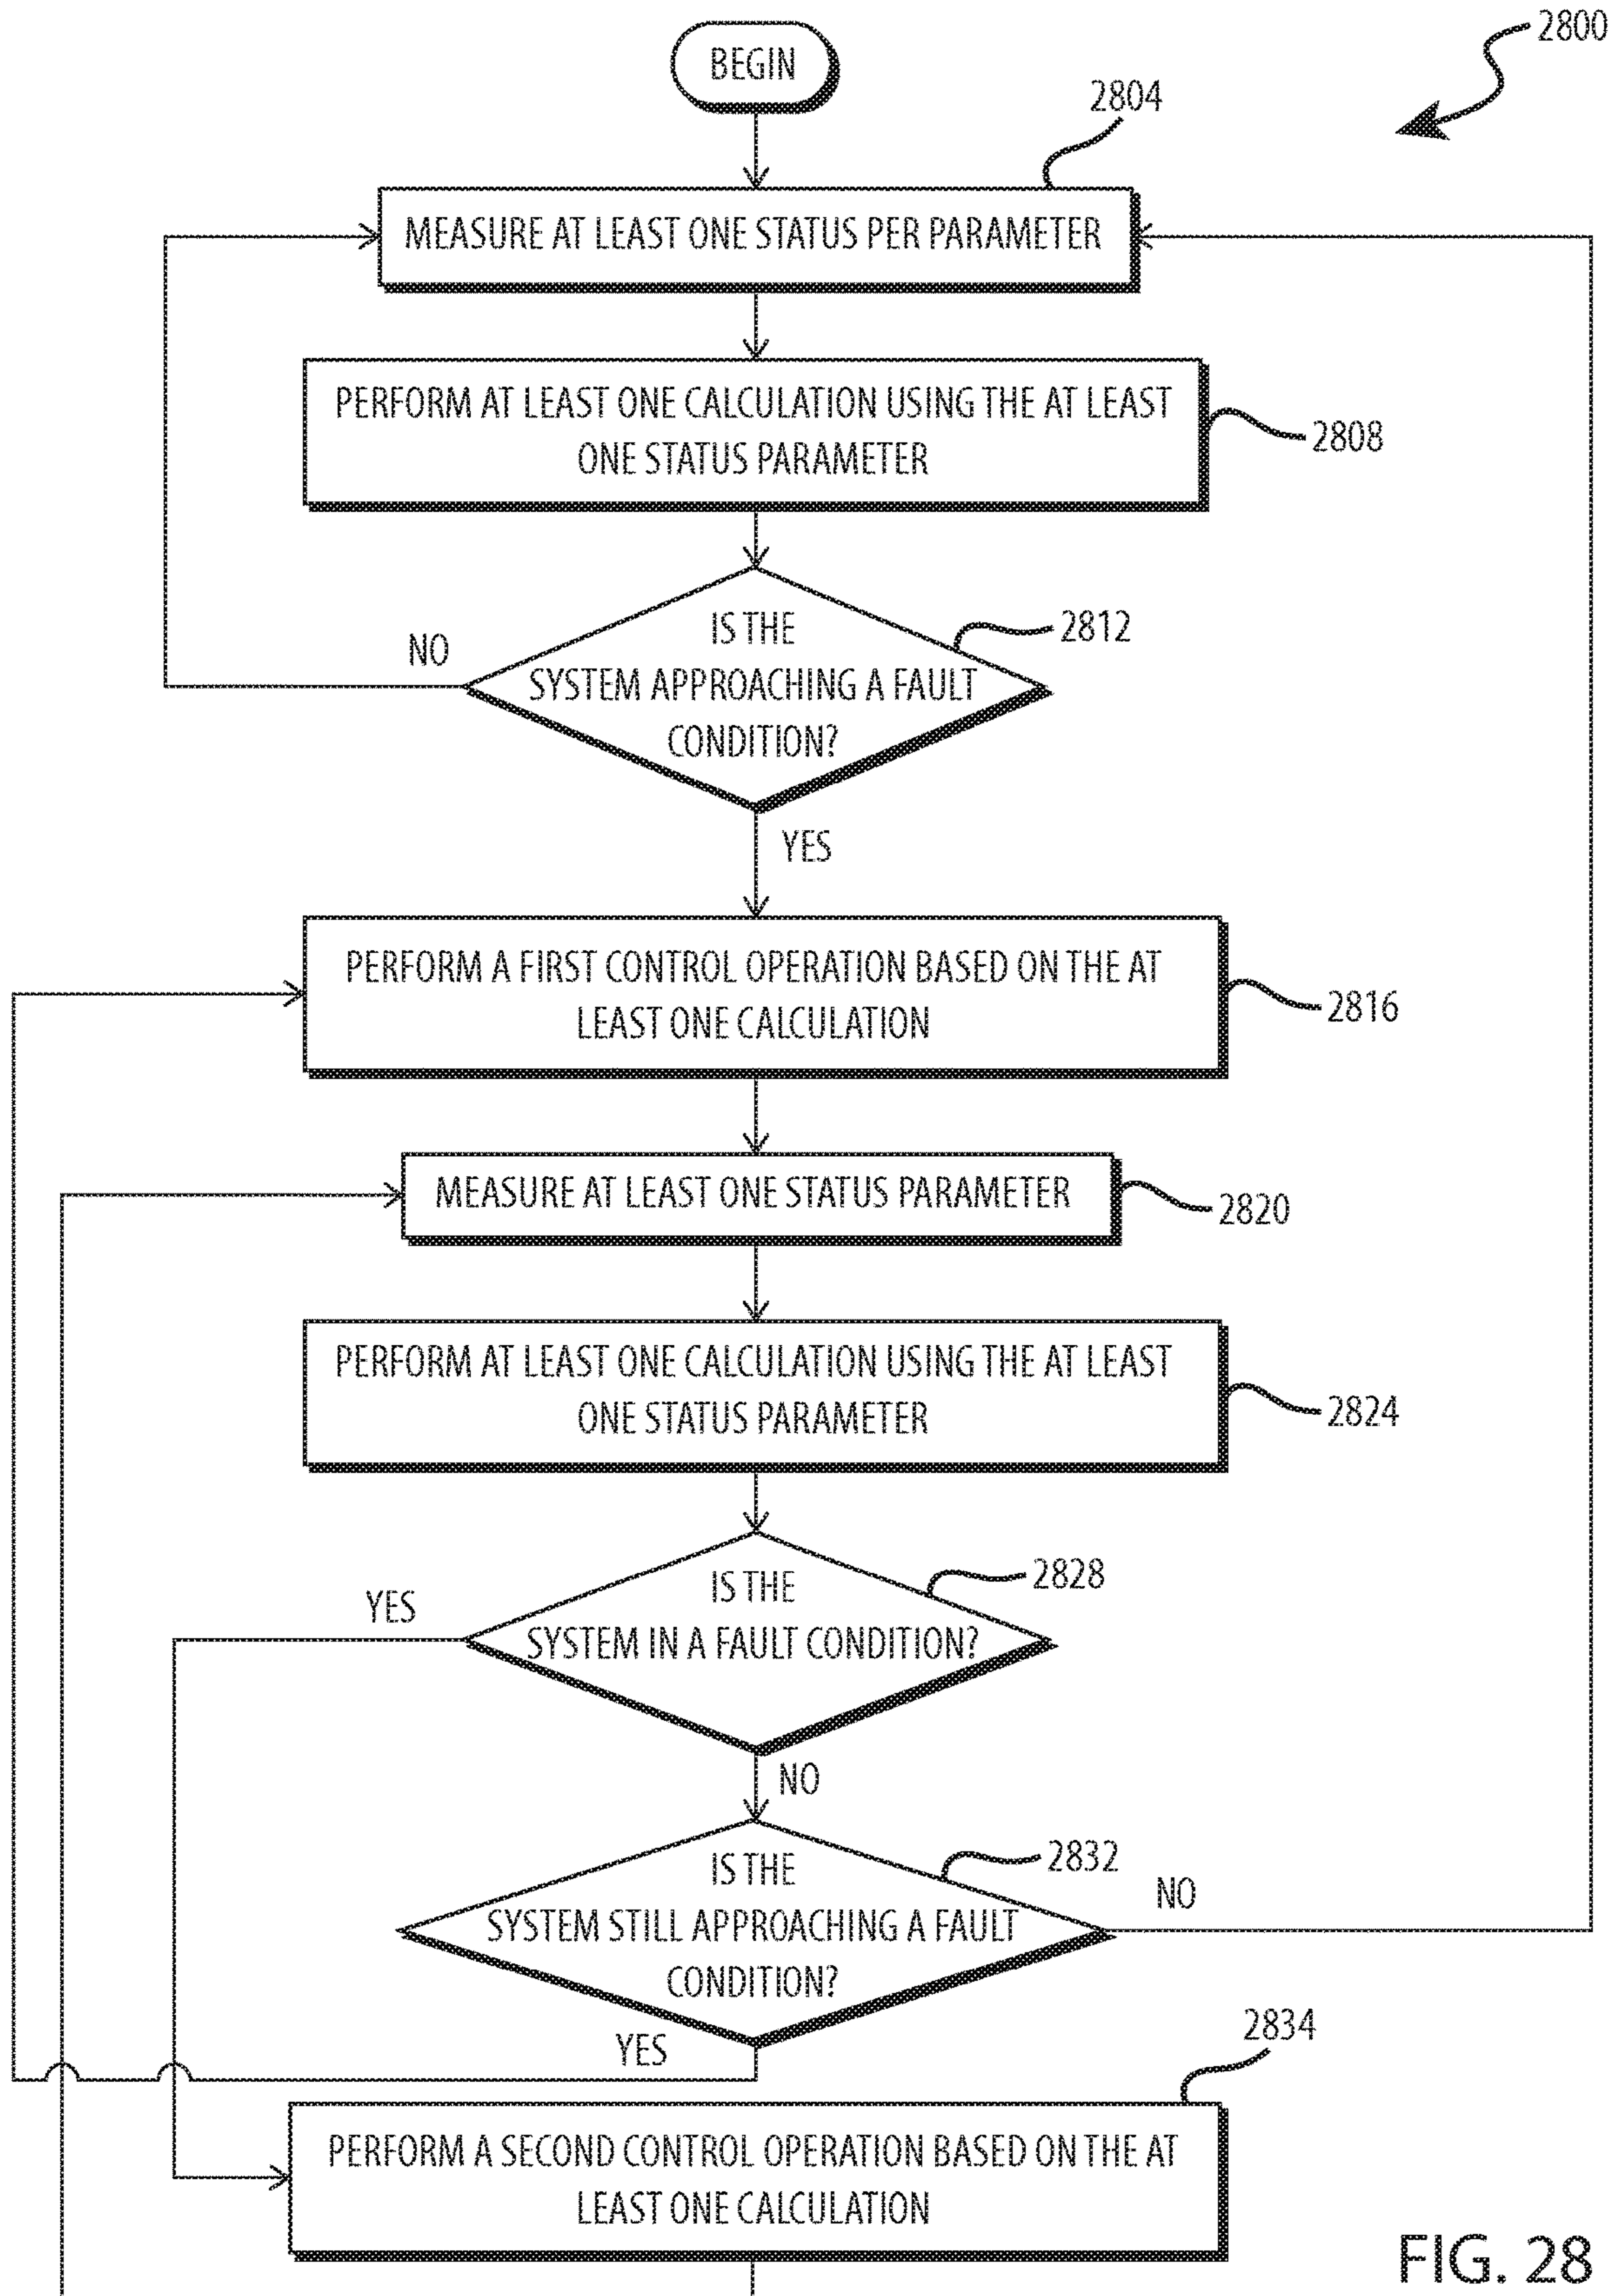 2800
BEGIN
2804
MEASURE AT LEAST ONE STATUS PER PARAMETER
PERFORM AT LEAST ONE CALCULATION USING THE AT LEAST
ONE STATUS PARAMETER
2808
IS THE
SYSTEM APPROACHING A FAULT
CONDITION?
2812
NO
YES
PERFORM A FIRST CONTROL OPERATION BASED ON THE AT
LEAST ONE CALCULATION
2816
MEASURE AT LEAST ONE STATUS PARAMETER
2820
PERFORM AT LEAST ONE CALCULATION USING THE AT LEAST
ONE STATUS PARAMETER
2824
IS THE
SYSTEM IN A FAULT CONDITION?
2828
YES
NO
IS THE
SYSTEM STILL APPROACHING A FAULT
CONDITION?
2832
NO
YES
2834
PERFORM A SECOND CONTROL OPERATION BASED ON THE AT
LEAST ONE CALCULATION
FIG. 28